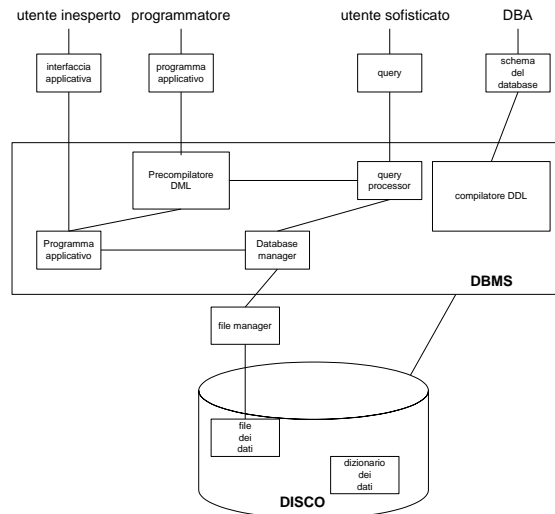 utente inesperto
programmatore
utente sofisticato
DBA
interfaccia
applicativa
programma
applicativo
query
schema
del
database
Precompilatore
DML
query
processor
compilatore DDL
Programma
applicativo
Database
manager
DBMS
file manager
file
dei
dati
dizionario
dei
dati
DISCO